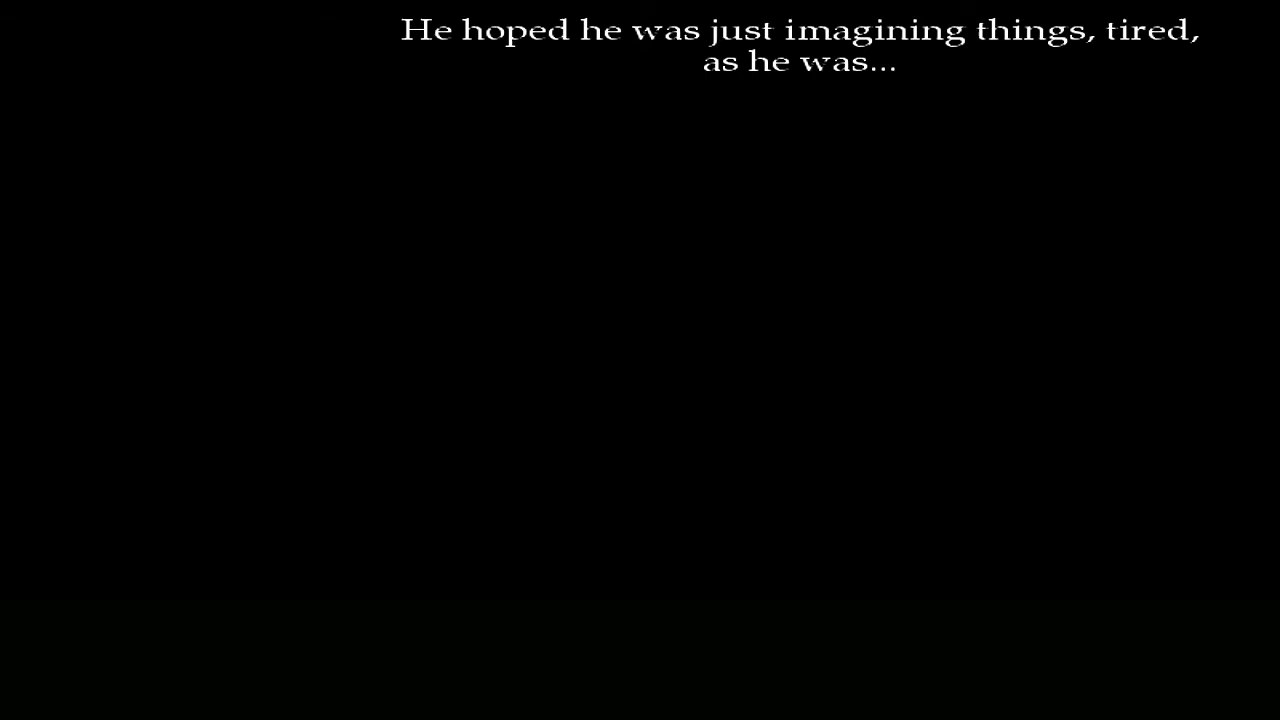 He hoped he was just imagining things, tired,
as he was...